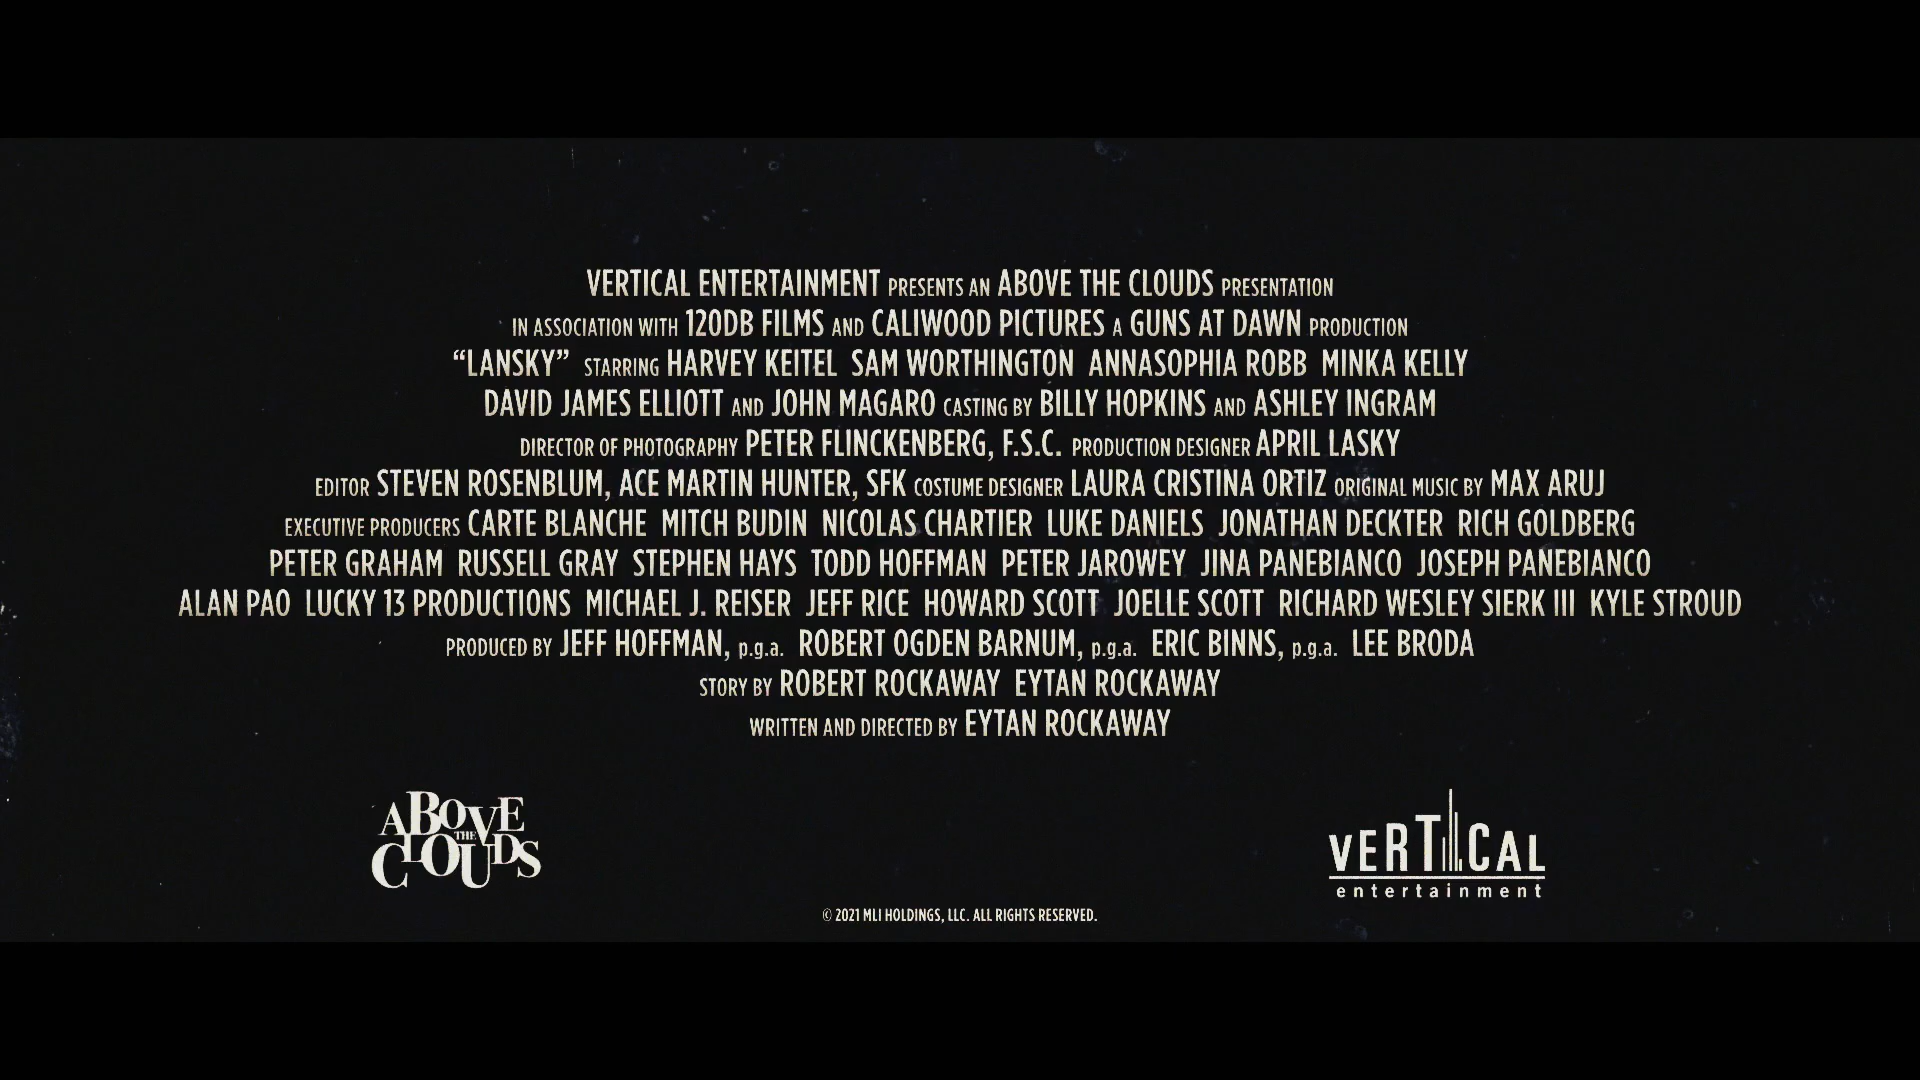 VERTICAL ENTERTAINMENT PRESENTS AN ABOVE THE CLOUDS PRESENTATION
IN ASSOCIATION WITH 120DB FILMS AND CALIWOOD PICTURES A GUNS AT DAWN PRODUCTION
“LANSKY” STARRING HARVEY KEITEL SAM WORTHINGTON ANNASOPHIA ROBB MINKA KELLY
DAVID JAMES ELLIOTT AND JOHN MAGARO CASTING BY BILLY HOPKINS AND ASHLEY INGRAM
DIRECTOR OF PHOTOGRAPHY PETER FLINCKENBERG, F.S.C. PRODUCTION DESIGNER APRIL LASKY
EDITOR STEVEN ROSENBLUM, ACE MARTIN HUNTER, SFK COSTUME DESIGNER LAURA CRISTINA ORTIZ ORIGINAL MUSIC BY MAX ARUJ
EXECUTIVE PRODUCERS CARTE BLANCHE MITCH BUDIN NICOLAS CHARTIER LUKE DANIELS JONATHAN DECKTER RICH GOLDBERG
PETER GRAHAM RUSSELL GRAY STEPHEN HAYS TODD HOFFMAN PETER JAROWEY JINA PANEBIANCO JOSEPH PANEBIANCO
ALAN PAO LUCKY 13 PRODUCTIONS MICHAEL J. REISER JEFF RICE HOWARD SCOTT JOELLE SCOTT RICHARD WESLEY SIERK III KYLE STROUD
PRODUCED BY JEFF HOFFMAN, p.g.a. ROBERT OGDEN BARNUM, p.g.a. ERIC BINNS, p.g.a. LEE BRODA
STORY BY ROBERT ROCKAWAY EYTAN ROCKAWAY
WRITTEN AND DIRECTED BY EYTAN ROCKAWAY
ABOVE
THE
CLOUDS
VERTICAL
entertainment
© 2021 MLI HOLDINGS, LLC. ALL RIGHTS RESERVED.